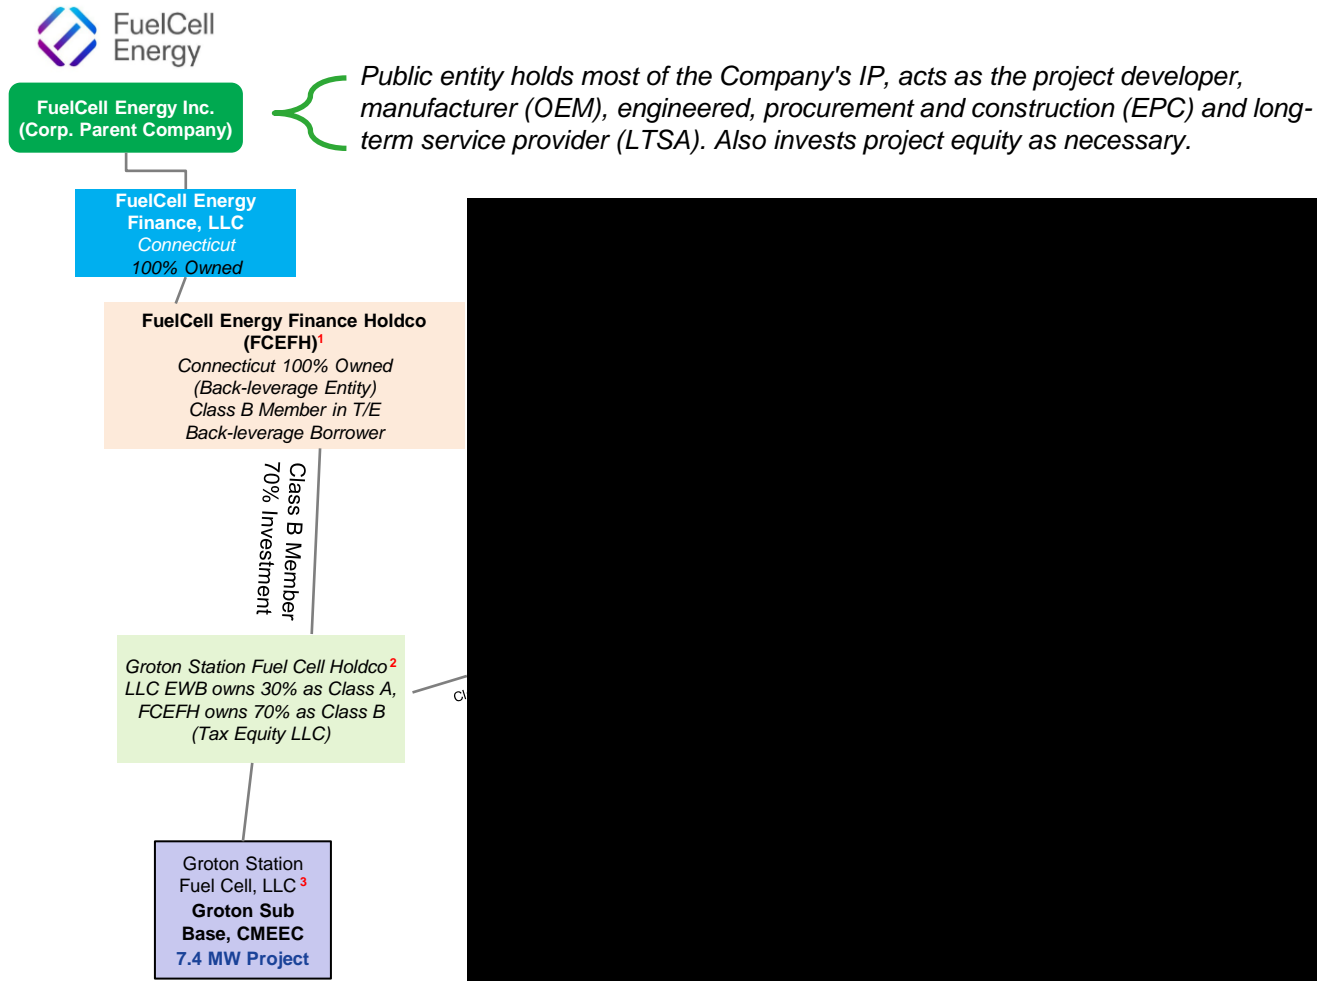 FuelCell
Energy
FuelCell Energy Inc.
(Corp. Parent Company)
Public entity holds most of the Company's IP, acts as the project developer,
manufacturer (OEM), engineered, procurement and construction (EPC) and long-
term service provider (LTSA). Also invests project equity as necessary.
FuelCell Energy
Finance, LLC
Connecticut
100% Owned
FuelCell Energy Finance Holdco
(FCEFH)1
Connecticut 100% Owned
(Back-leverage Entity)
Class B Member in T/E
Back-leverage Borrower
Class B Member
70% Investment
Groton Station Fuel Cell Holdco 2
LLC EWB owns 30% as Class A,
FCEFH owns 70% as Class B
(Tax Equity LLC)
Groton Station
Fuel Cell, LLC 3
Groton Sub
Base, CMEEC
7.4 MW Project